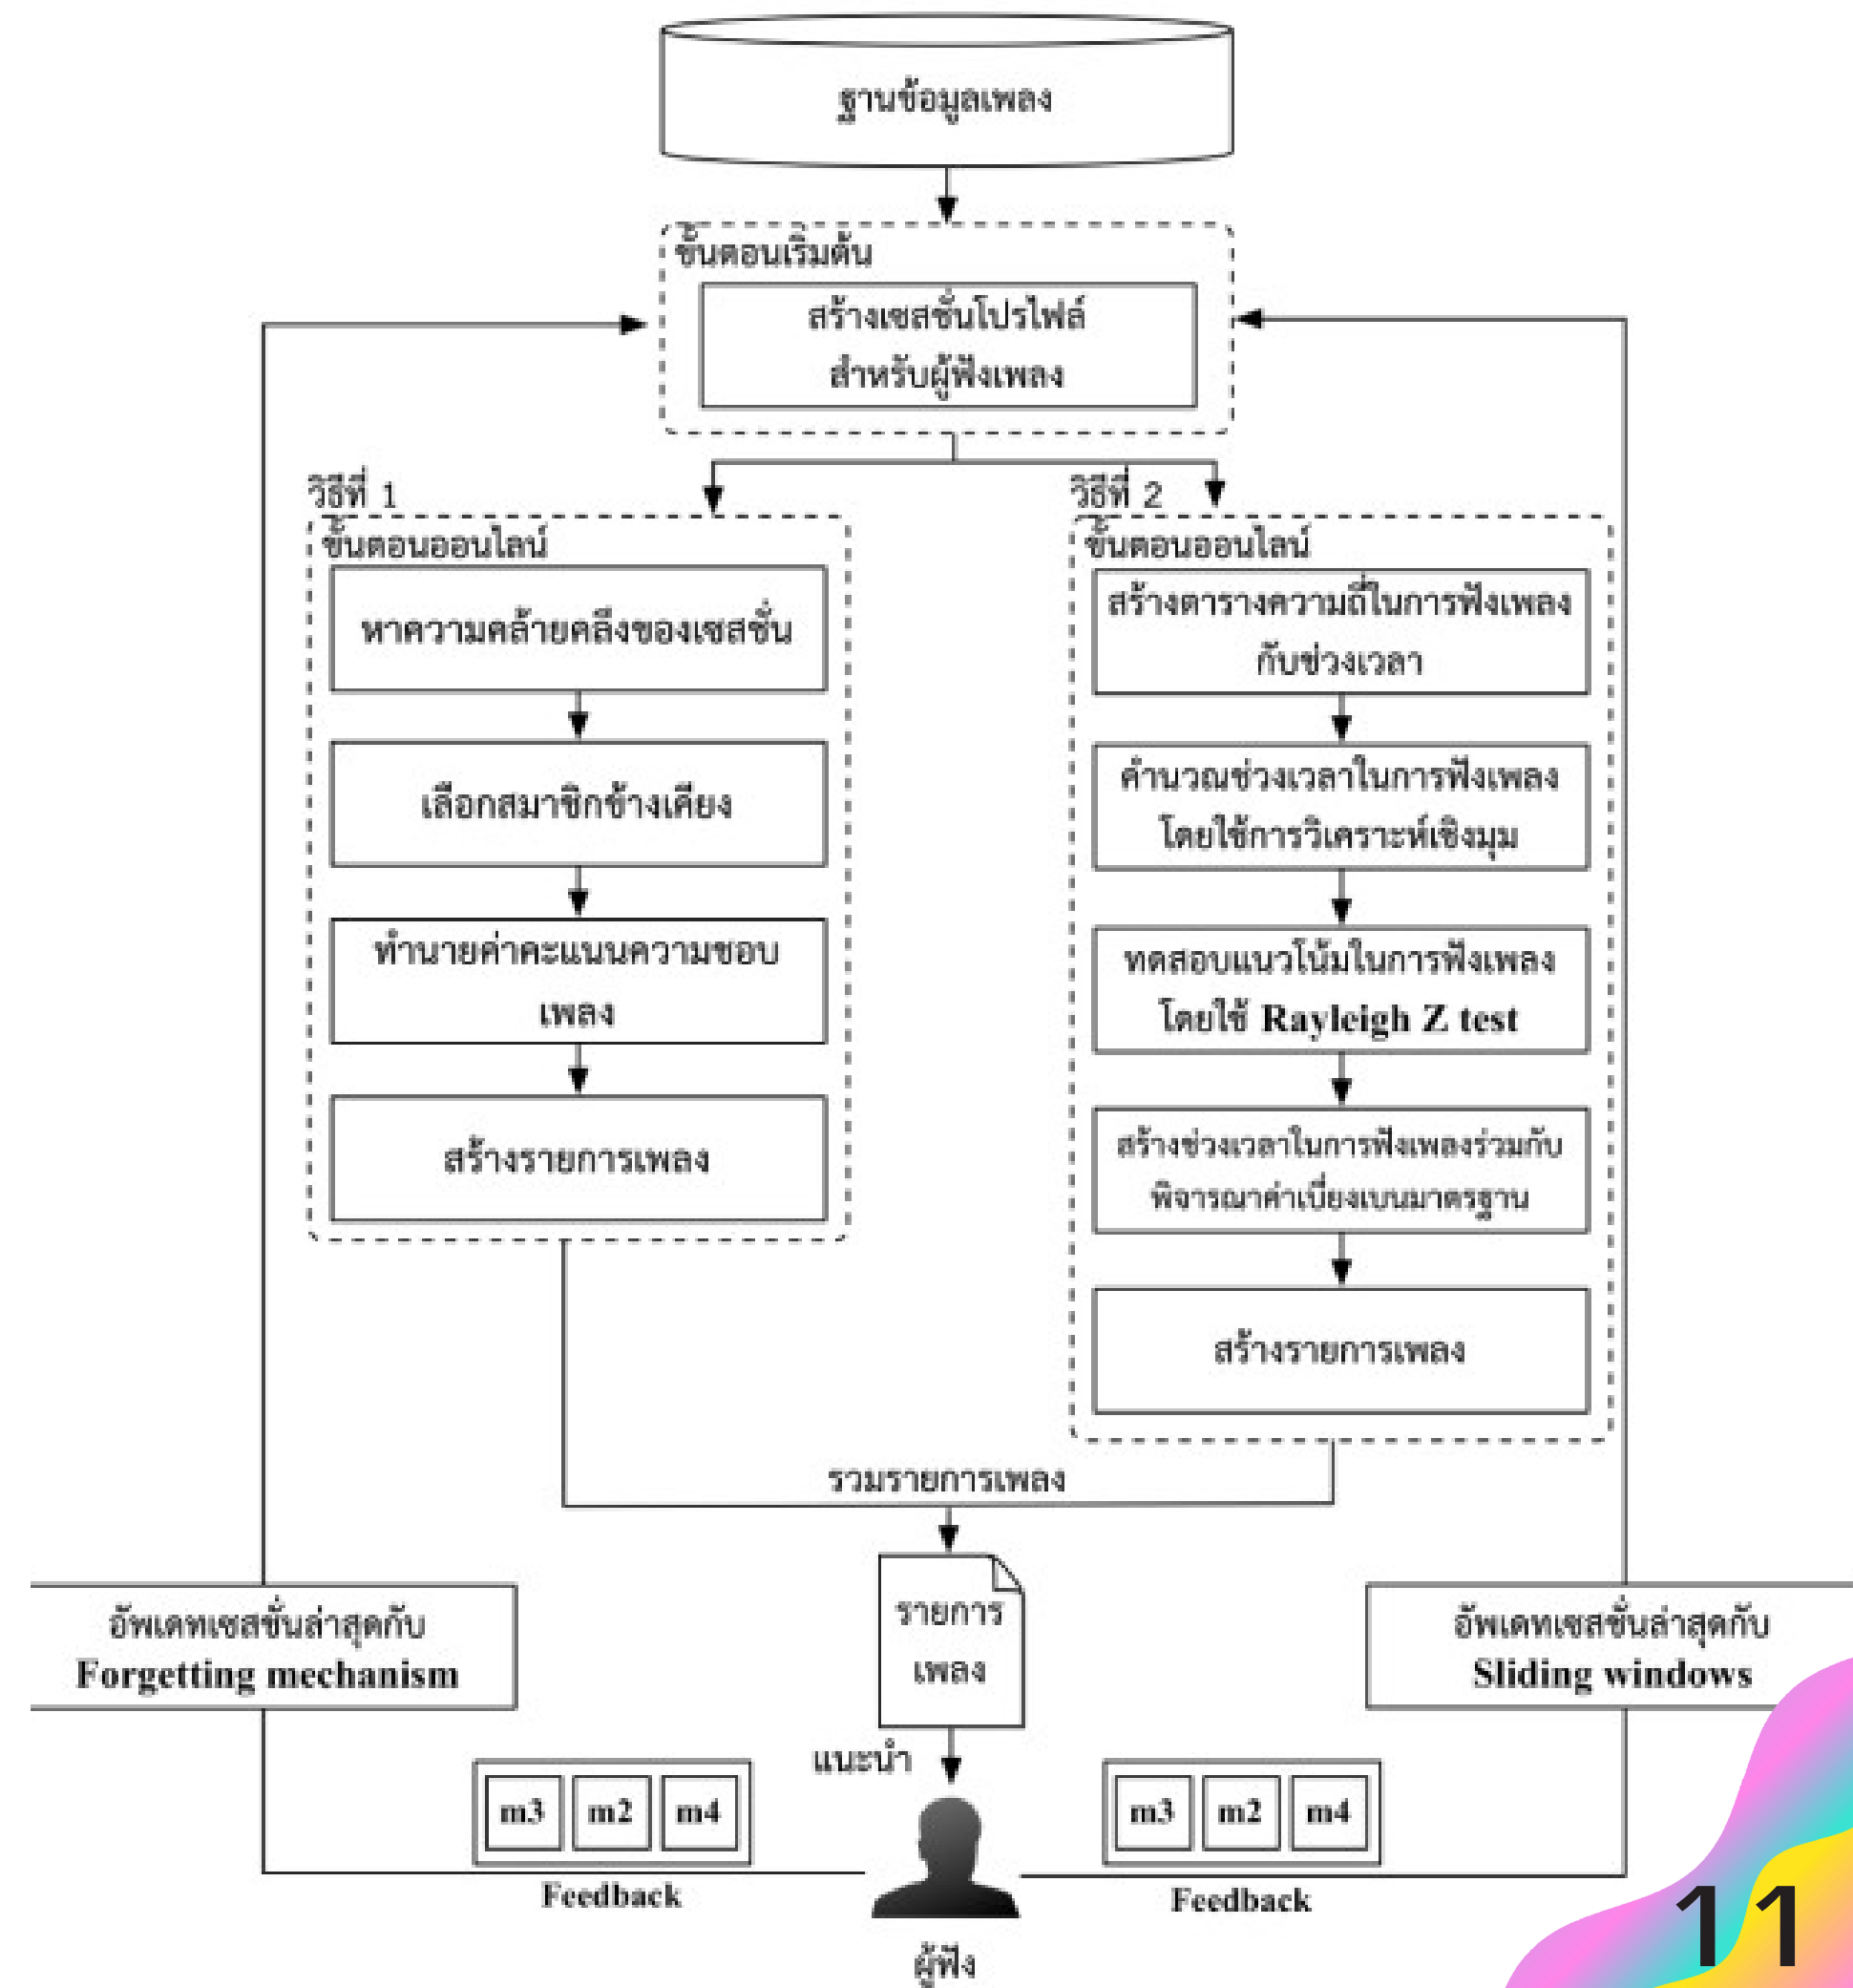 ฐานข้อมูลเพลง
ขั้นตอนเริ่มต้น
สร้างเซสชั่นโปรไฟล์
สำหรับผู้ฟังเพลง
วิธีที่ 1
ขั้นตอนออนไลน์
หาความคล้ายคลึงของเซสชั่น
เลือกสมาชิกข้างเคียง
ทำนายค่าคะแนนความชอบ
เพลง
สร้างรายการเพลง
วิธีที่ 2
ขั้นตอนออนไลน์
สร้างตารางความถี่ในการฟังเพลง
กับช่วงเวลา
คำนวณช่วงเวลาในการฟังเพลง
โดยใช้การวิเคราะห์เชิงมุม
ทดสอบแนวโน้มในการฟังเพลง
โดยใช้ Rayleigh Z test
สร้างช่วงเวลาในการฟังเพลงร่วมกับ
พิจารณาค่าเบี่ยงเบนมาตรฐาน
สร้างรายการเพลง
รวมรายการเพลง
รายการ
เพลง
อัพเดทเซสชั่นล่าสุดกับ
Forgetting mechanism
อัพเดทเซสชั่นล่าสุดกับ
Sliding windows
แนะนำ
m3 m2 m4
Feedback
m3 m2 m4
Feedback
ผู้ฟัง
11